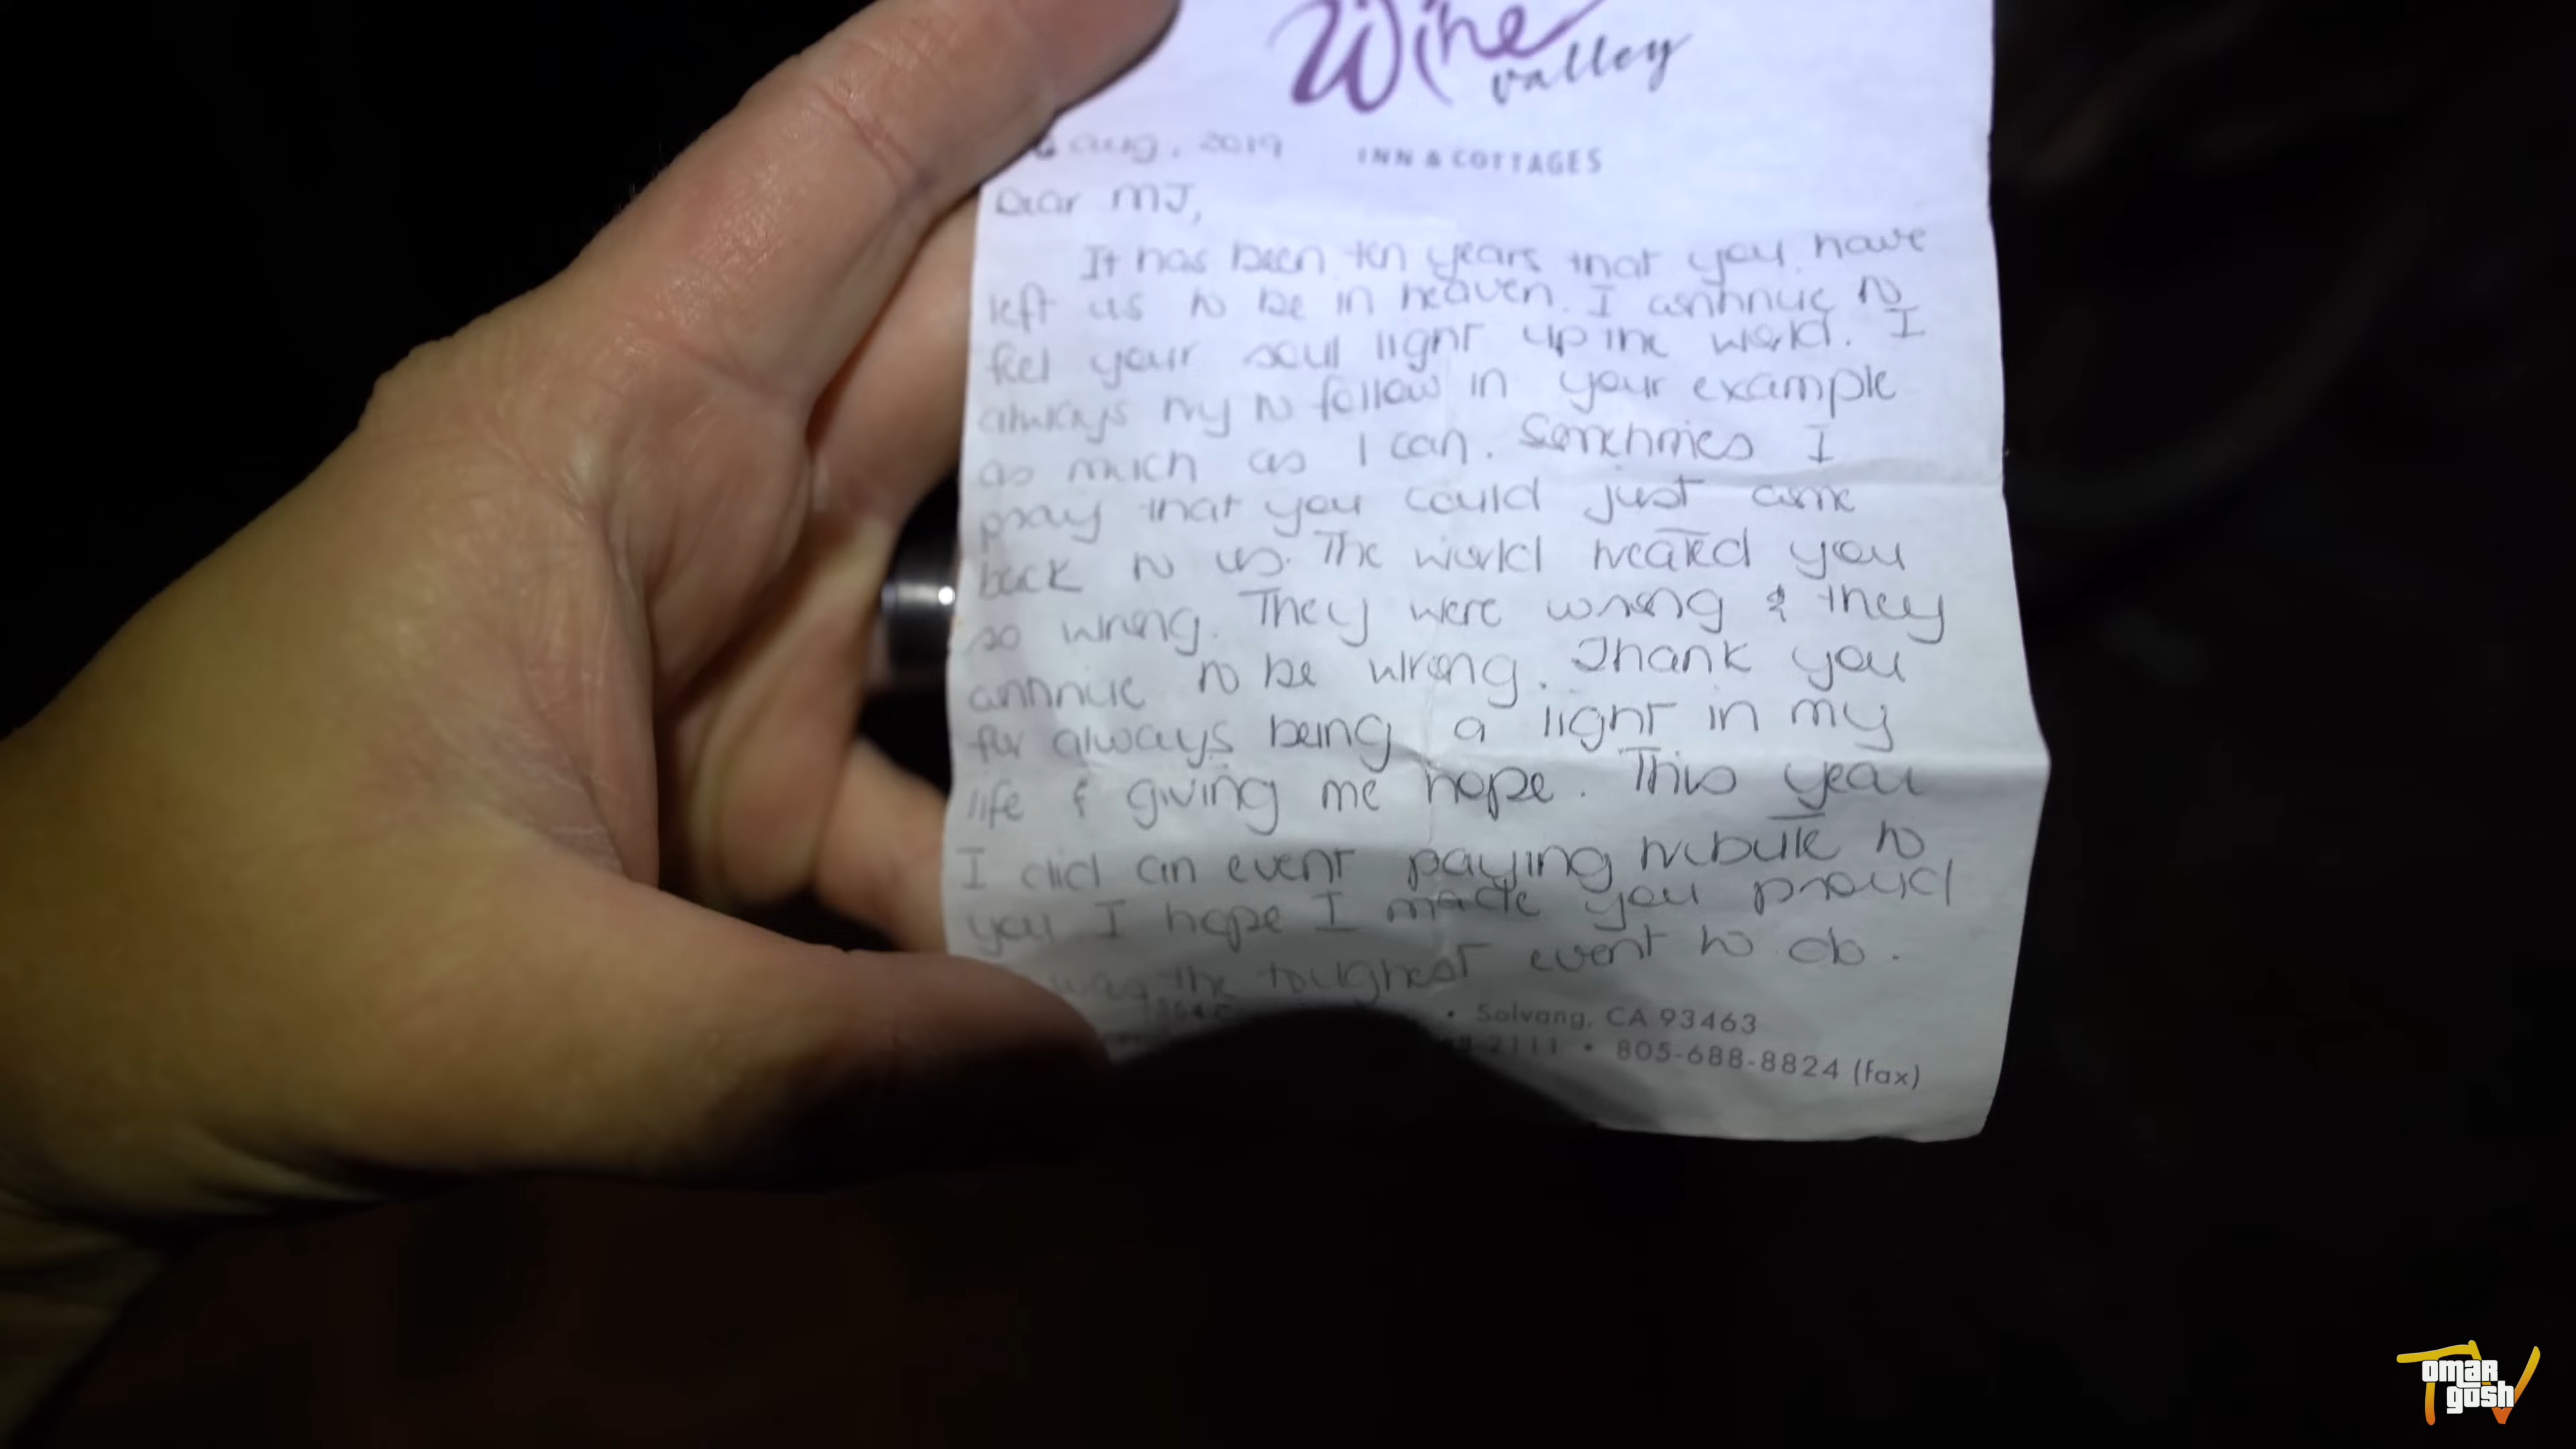 Wine
valley
aug, 2019 INN & COTTAGES
Dear MJ,
It has been ten years that you have
left us to be in heaven. I continue to
feel your soul light up the world. I
always try to follow in your example
as much as I can. Sometimes I
pray that you could just come
back to us. The world treated you
so wrong. They were wrong & they
continue to be wrong. Thank you
for always being a light in my
life & giving me hope. This year
I did an event paying tribute to
you I hope I made you proud
was the toughest event to do.
• Solvang, CA 93463
2111 • 805-688-8824 (fax)
OMAR
GOSH
TV